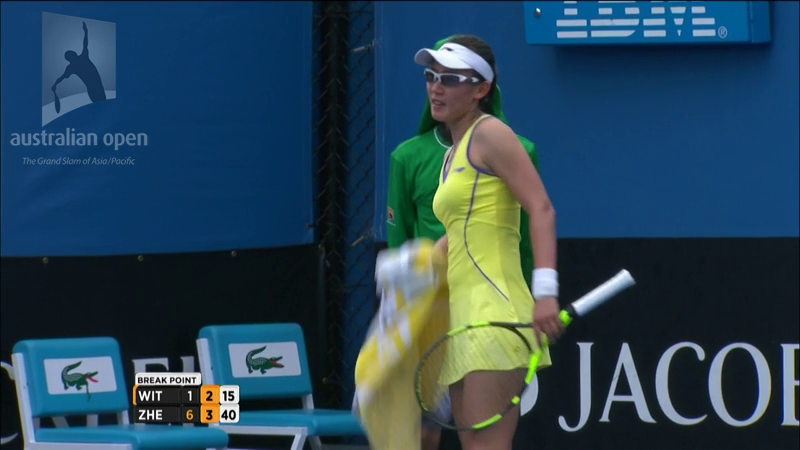 IBM®
australian open
The Grand Slam of Asia/Pacific
BREAK POINT
WIT 1 2 15
ZHE 6 3 40
JACOB